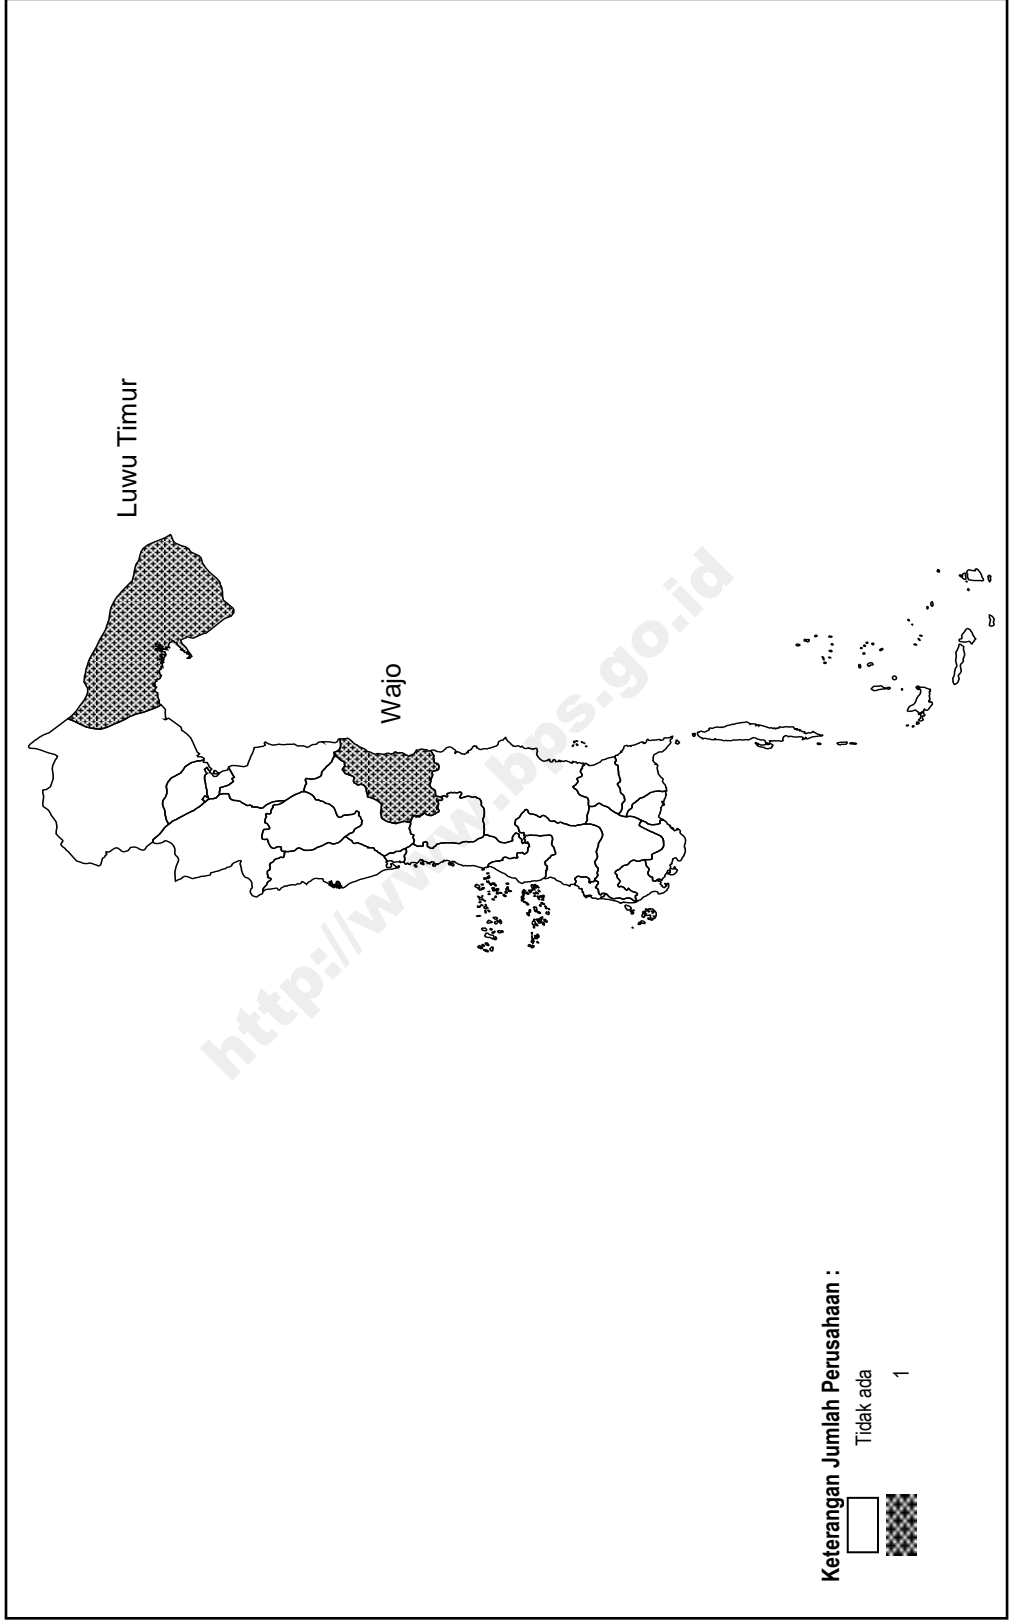 Luwu Timur
Wajo
http://www.bps.go.id
Keterangan Jumlah Perusahaan :
Tidak ada
1